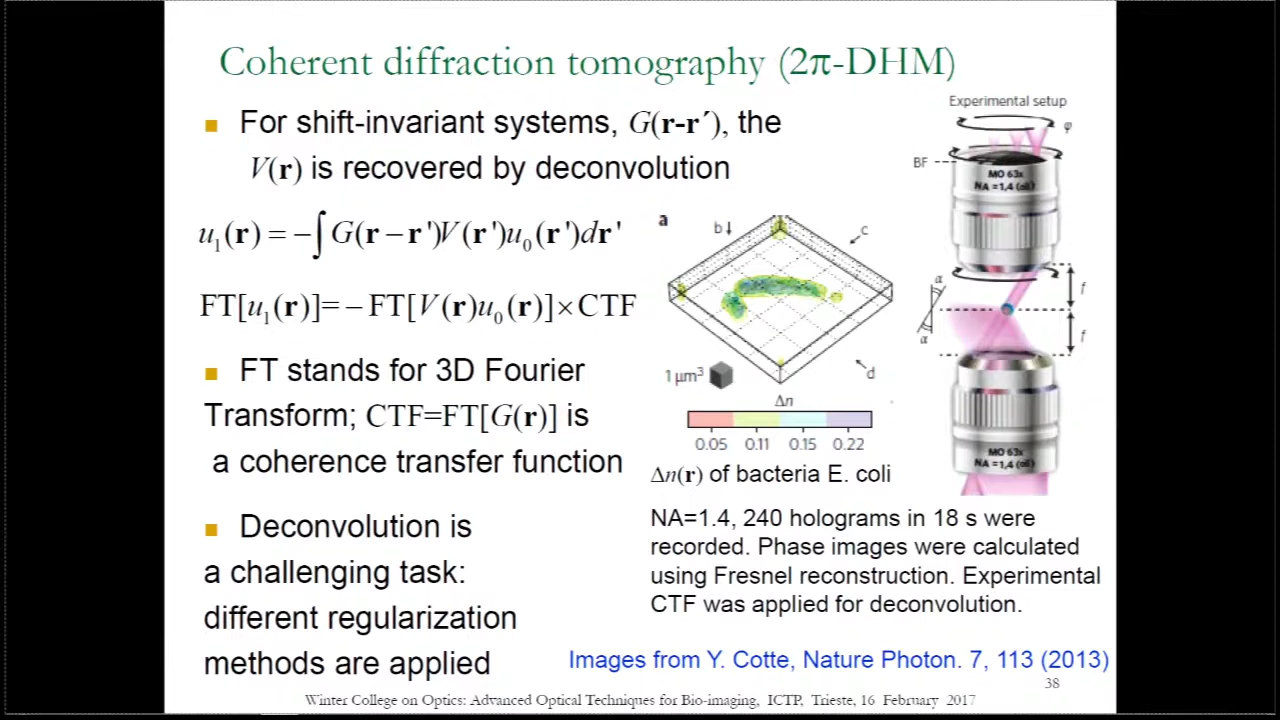 Coherent diffraction tomography (2π-DHM)
For shift-invariant systems, G(r-r´), the
V(r) is recovered by deconvolution
u₁(r) = −∫G(r − r')V(r')u₀(r')dr'
FT[u₁(r)]=−FT[V(r)u₀(r)]×CTF
FT stands for 3D Fourier
Transform; CTF=FT[G(r)] is
a coherence transfer function
Deconvolution is
a challenging task:
different regularization
methods are applied
a
b
c
d
1 μm³
Δn
0.05 0.11 0.15 0.22
Δn(r) of bacteria E. coli
Experimental setup
φ
BF
MO 63x
NA =1,4 (oil)
α
f
α
f
MO 63x
NA =1,4 (oil)
NA=1.4, 240 holograms in 18 s were
recorded. Phase images were calculated
using Fresnel reconstruction. Experimental
CTF was applied for deconvolution.
Images from Y. Cotte, Nature Photon. 7, 113 (2013)
38
Winter College on Optics: Advanced Optical Techniques for Bio-imaging, ICTP, Trieste, 16 February 2017